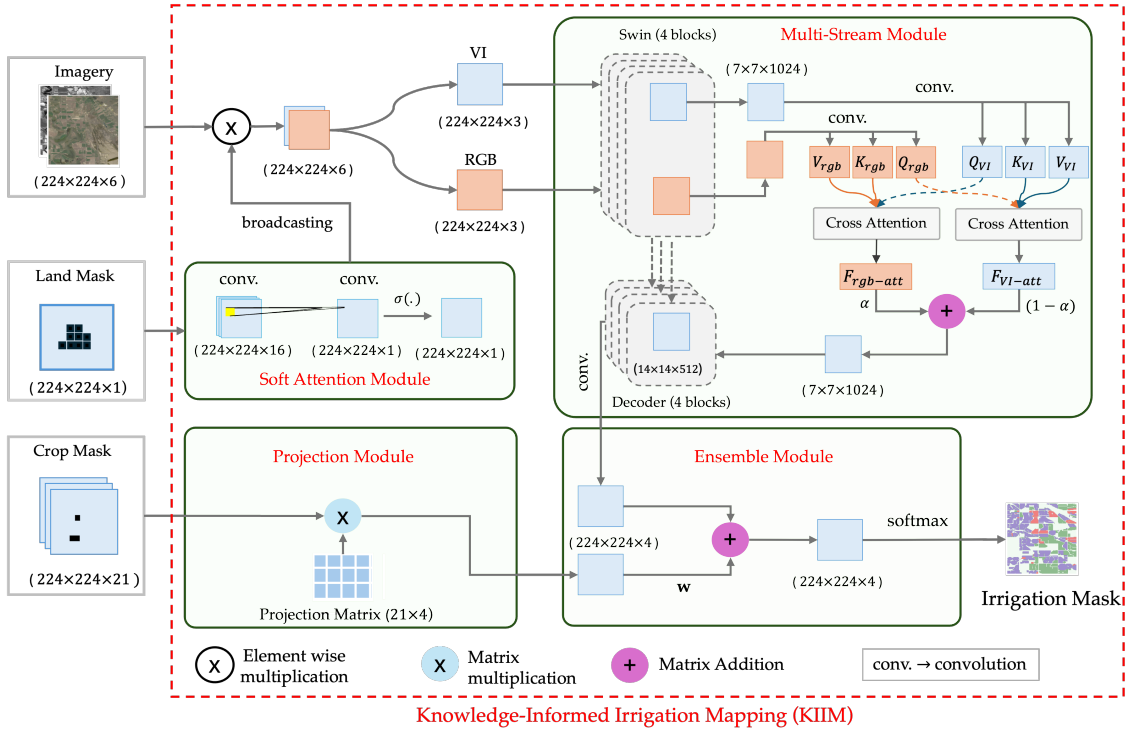 Imagery
(224×224×6)
Land Mask
(224×224×1)
Crop Mask
(224×224×21)
x
(224×224×6)
broadcasting
VI
(224×224×3)
RGB
(224×224×3)
conv.
conv.
σ(.)
(224×224×16)
(224×224×1)
(224×224×1)
Soft Attention Module
Swin (4 blocks)
Multi-Stream Module
(7×7×1024)
conv.
conv.
V_rgb
K_rgb
Q_rgb
Q_VI
K_VI
V_VI
Cross Attention
Cross Attention
F_rgb−att
F_VI−att
α
+
(1 − α)
(14×14×512)
(7×7×1024)
Decoder (4 blocks)
conv.
Projection Module
x
Projection Matrix (21×4)
Ensemble Module
(224×224×4)
+
w
(224×224×4)
softmax
Irrigation Mask
x
Element wise
multiplication
x
Matrix
multiplication
+
Matrix Addition
conv. → convolution
Knowledge-Informed Irrigation Mapping (KIIM)